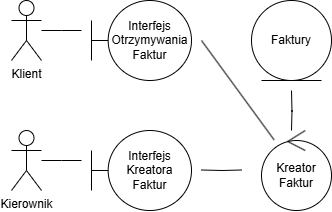 Interfejs
Otrzymywania
Faktur
Faktury
Klient
Interfejs
Kreatora
Faktur
Kreator
Faktur
Kierownik